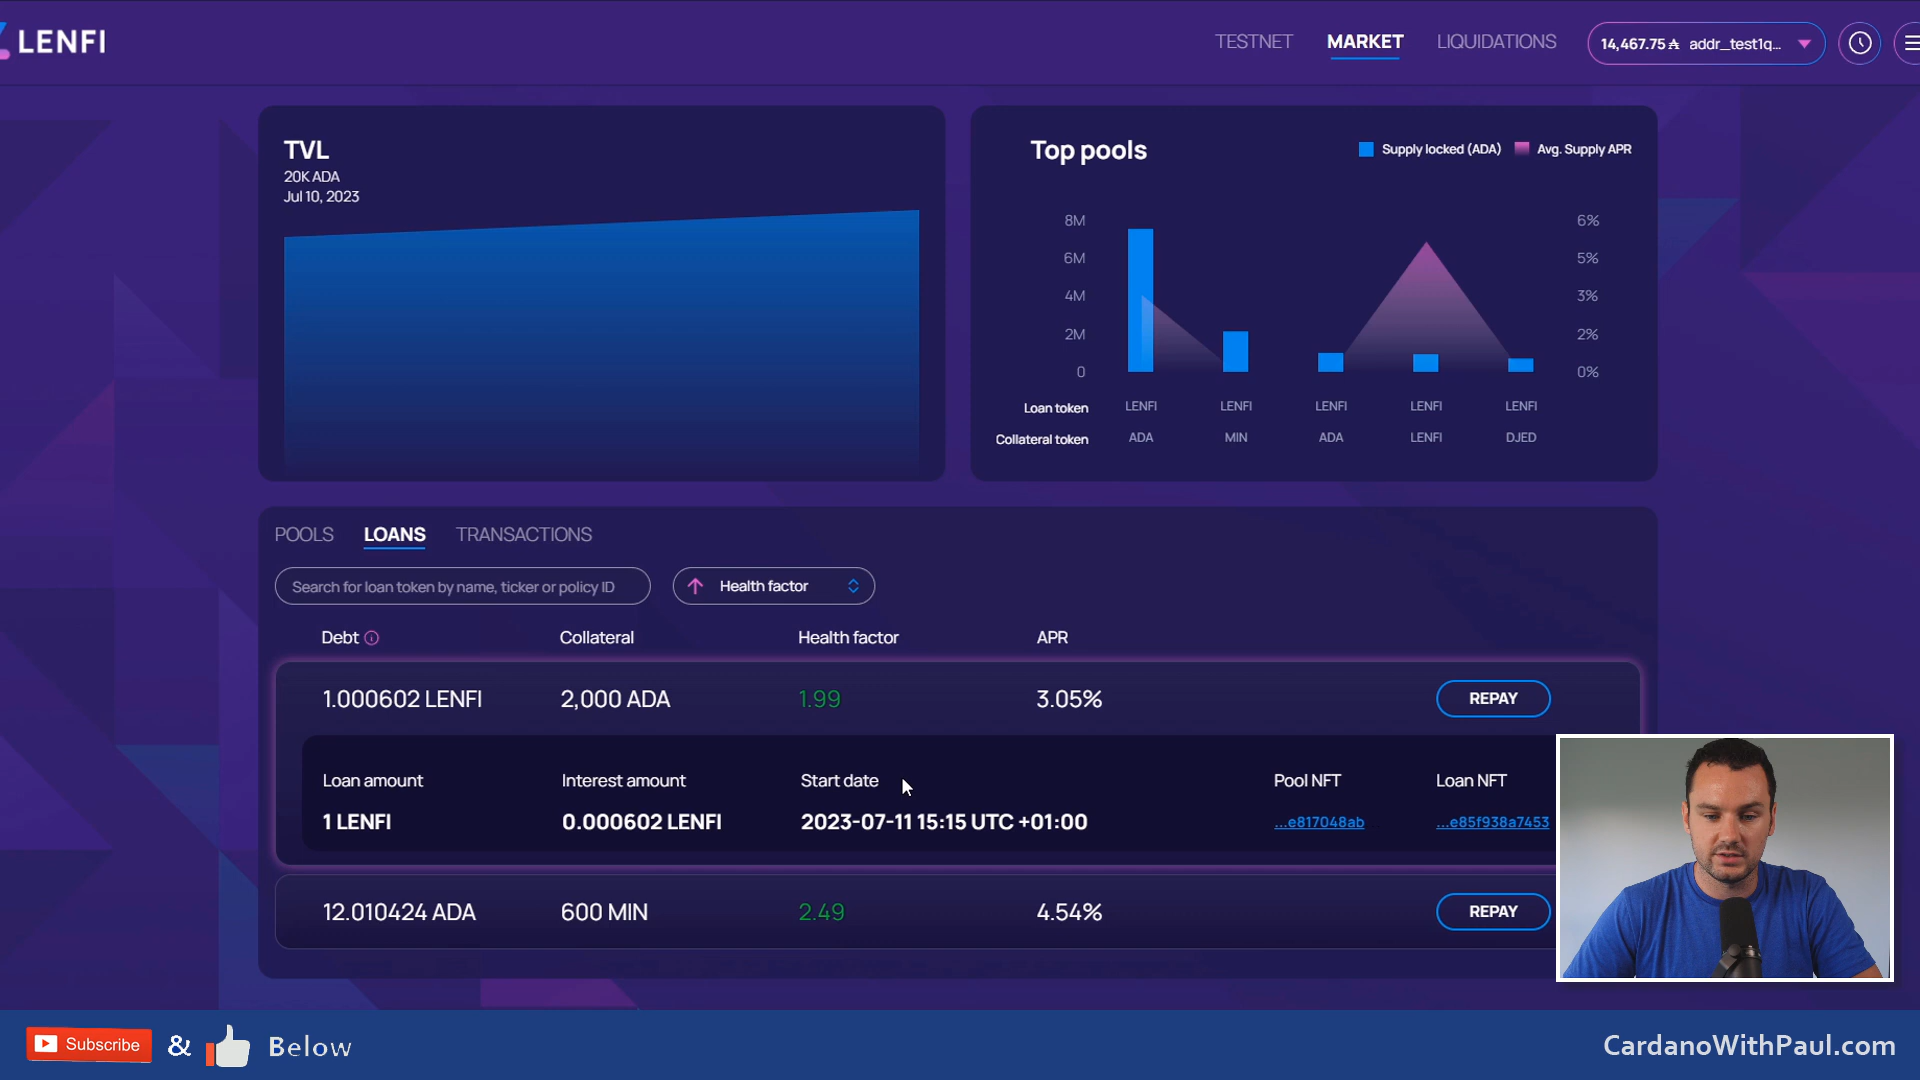 LENFI
TESTNET MARKET LIQUIDATIONS 14,467.75 ₳ addr_test1q...
TVL
20K ADA
Jul 10, 2023
Top pools
Supply locked (ADA) Avg. Supply APR
8M 6%
6M 5%
4M 3%
2M 2%
0 0%
Loan token LENFI LENFI LENFI LENFI LENFI
Collateral token ADA MIN ADA LENFI DJED
POOLS LOANS TRANSACTIONS
Search for loan token by name, ticker or policy ID Health factor
Debt Collateral Health factor APR
1.000602 LENFI 2,000 ADA 1.99 3.05% REPAY
Loan amount Interest amount Start date Pool NFT Loan NFT
1 LENFI 0.000602 LENFI 2023-07-11 15:15 UTC +01:00 ...e817048ab ...e85f938a7453
12.010424 ADA 600 MIN 2.49 4.54% REPAY
Subscribe & Below
CardanoWithPaul.com